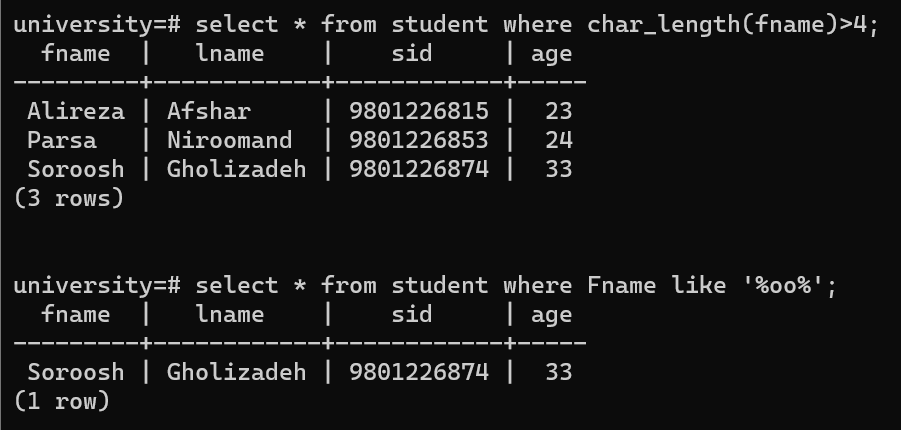 university=# select * from student where char_length(fname)>4;
  fname  |   lname    |    sid     | age
---------+------------+------------+-----
 Alireza | Afshar     | 9801226815 |  23
 Parsa   | Niroomand  | 9801226853 |  24
 Soroosh | Gholizadeh | 9801226874 |  33
(3 rows)
university=# select * from student where Fname like '%oo%';
  fname  |   lname    |    sid     | age
---------+------------+------------+-----
 Soroosh | Gholizadeh | 9801226874 |  33
(1 row)